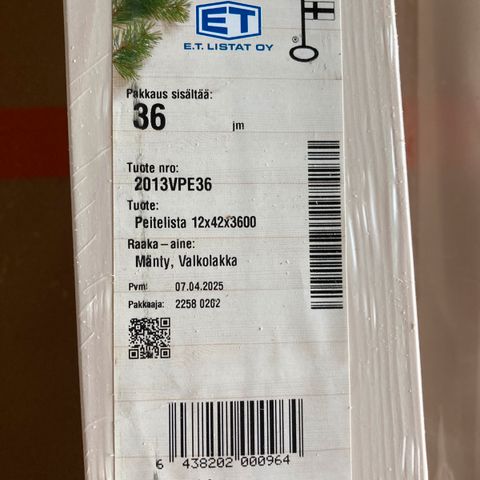 ET
E.T. LISTAT OY
®
Pakkaus sisältää:
36 jm
Tuote nro:
2013VPE36
Tuote:
Peitelista 12x42x3600
Raaka-aine:
Mänty, Valkolakka
Pvm: 07.04.2025
Pakkaaja: 2258 0202
6 438202 000964